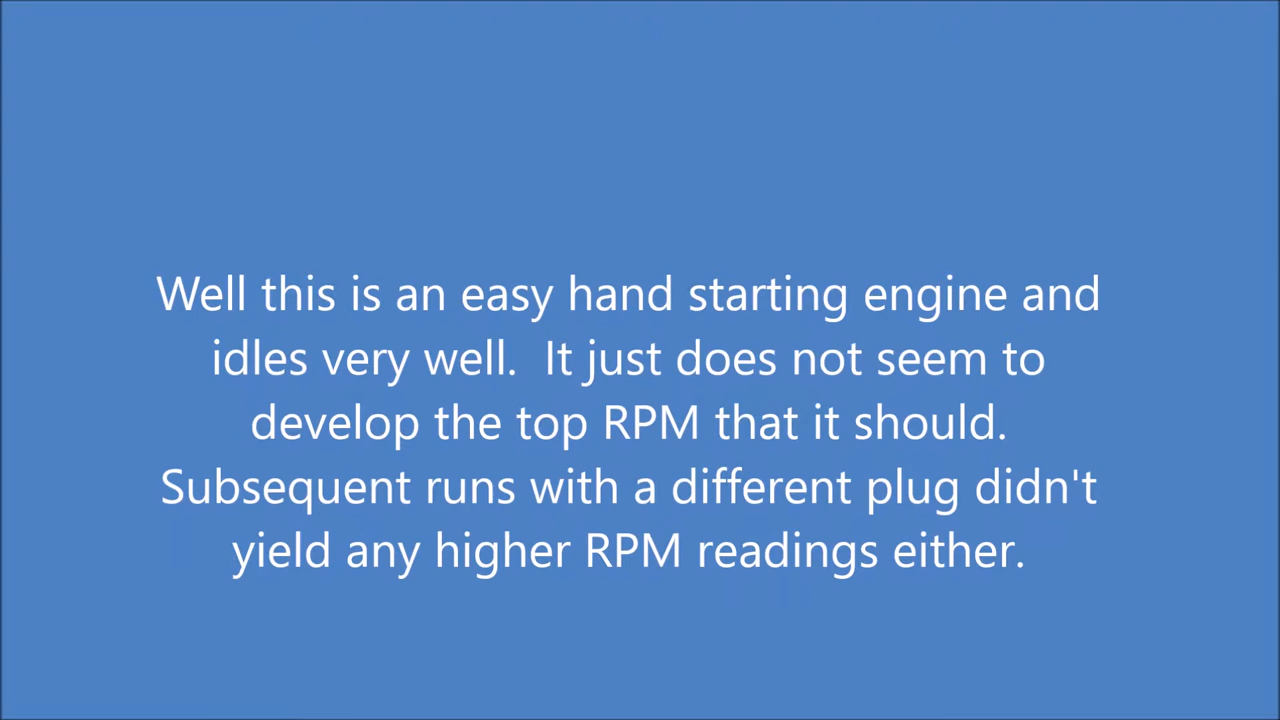 Well this is an easy hand starting engine and
idles very well.  It just does not seem to
develop the top RPM that it should.
Subsequent runs with a different plug didn't
yield any higher RPM readings either.